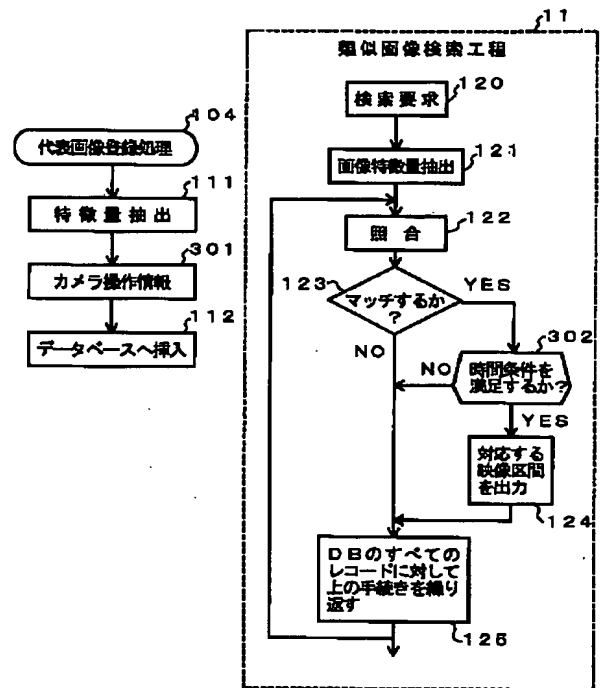 104
代表画像登録処理
111
特徴量抽出
301
カメラ操作情報
112
データベースへ挿入
11
類似画像検索工程
120
検索要求
121
画像特徴量抽出
122
照合
123
マッチするか
?
YES
NO
302
時間条件を
満足するか?
NO
YES
対応する
映像区間
を出力
124
DBのすべての
レコードに対して
上の手続きを繰り
返す
125